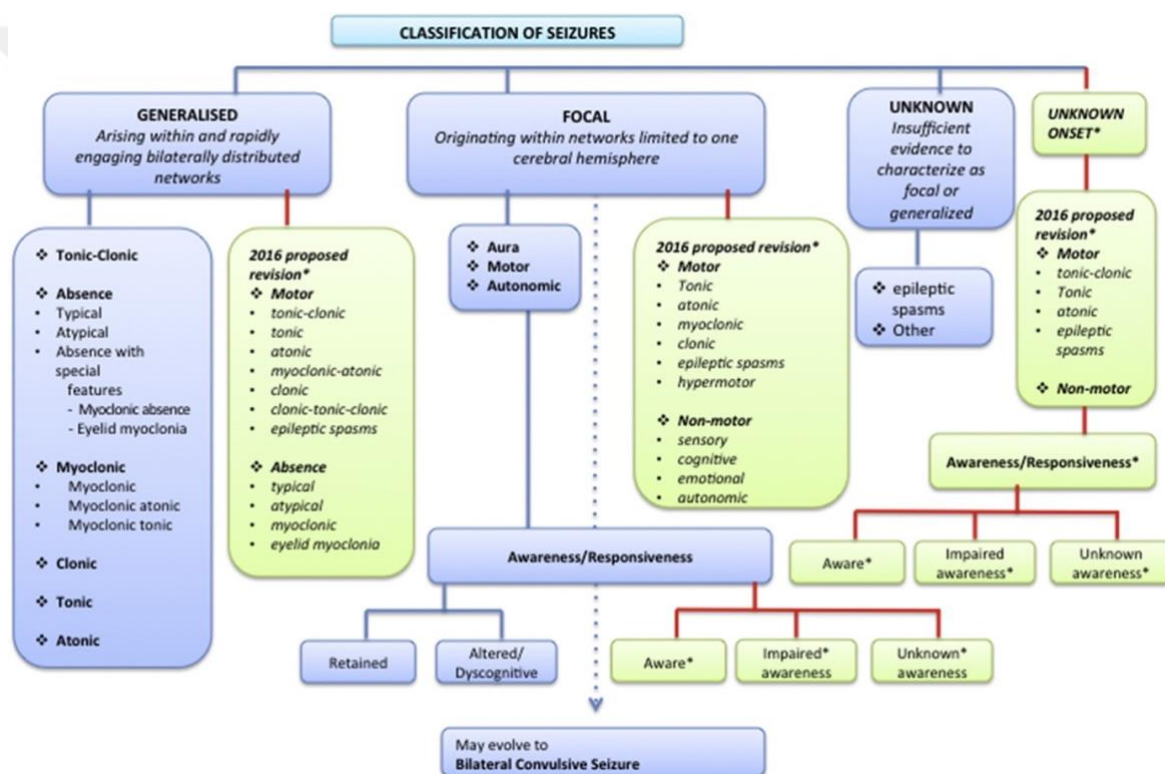 CLASSIFICATION OF SEIZURES
GENERALISED
Arising within and rapidly
engaging bilaterally distributed
networks
FOCAL
Originating within networks limited to one
cerebral hemisphere
UNKNOWN
Insufficient
evidence to
characterize as
focal or
generalized
UNKNOWN
ONSET*
❖ Tonic-Clonic
❖ Absence
• Typical
• Atypical
• Absence with
special
features
- Myoclonic absence
- Eyelid myoclonia
❖ Myoclonic
• Myoclonic
• Myoclonic atonic
• Myoclonic tonic
❖ Clonic
❖ Tonic
❖ Atonic
2016 proposed
revision*
❖ Motor
• tonic-clonic
• tonic
• atonic
• myoclonic-atonic
• clonic
• clonic-tonic-clonic
• epileptic spasms
❖ Absence
• typical
• atypical
• myoclonic
• eyelid myoclonia
❖ Aura
❖ Motor
❖ Autonomic
2016 proposed revision*
❖ Motor
• Tonic
• atonic
• myoclonic
• clonic
• epileptic spasms
• hypermotor
❖ Non-motor
• sensory
• cognitive
• emotional
• autonomic
❖ epileptic
spasms
❖ Other
2016 proposed
revision*
❖ Motor
• tonic-clonic
• Tonic
• atonic
• epileptic
spasms
❖ Non-motor
Awareness/Responsiveness*
Aware*
Impaired
awareness*
Unknown
awareness*
Awareness/Responsiveness
Retained
Altered/
Dyscognitive
Aware*
Impaired*
awareness
Unknown*
awareness
May evolve to
Bilateral Convulsive Seizure